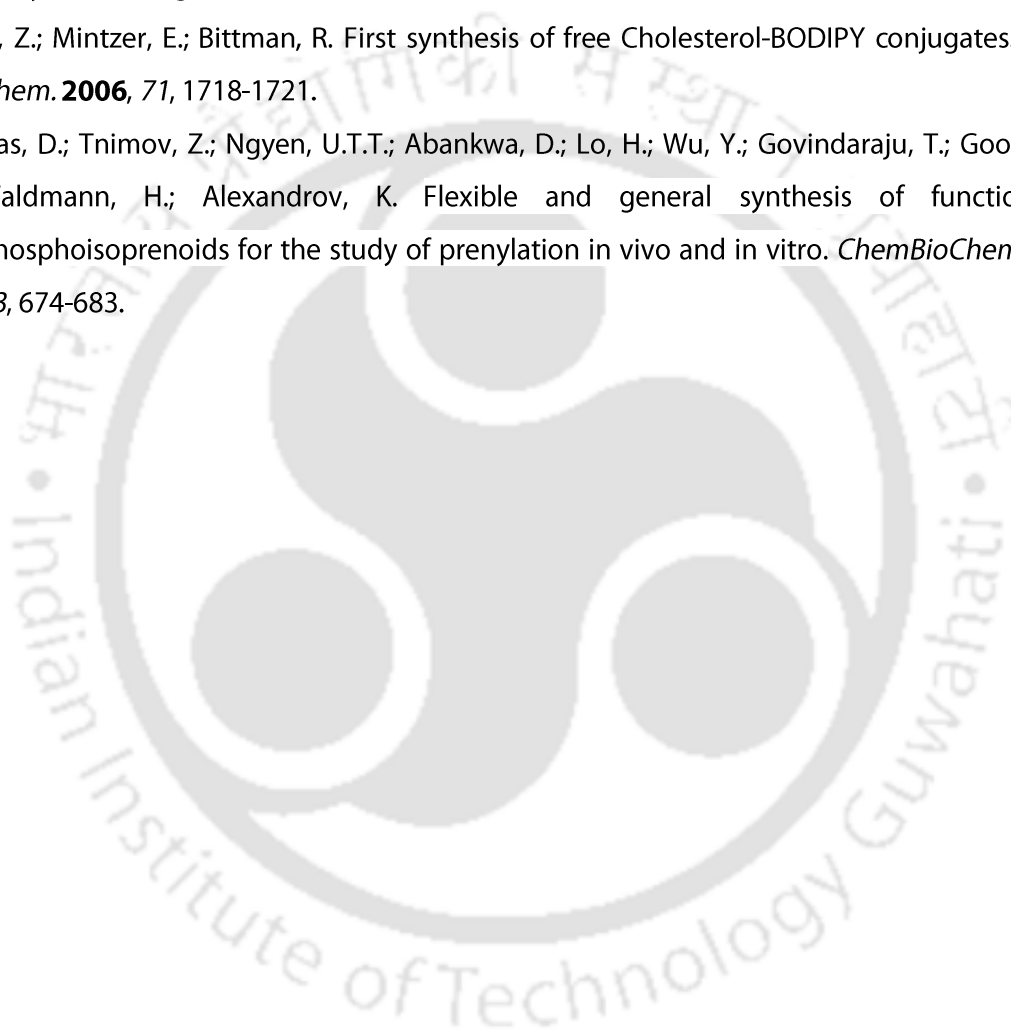 , Z.; Mintzer, E.; Bittman, R. First synthesis of free Cholesterol-BODIPY conjugates.
hem. 2006, 71, 1718-1721.
as, D.; Tnimov, Z.; Ngyen, U.T.T.; Abankwa, D.; Lo, H.; Wu, Y.; Govindaraju, T.; Goo
aldmann, H.; Alexandrov, K. Flexible and general synthesis of functio
hosphoisoprenoids for the study of prenylation in vivo and in vitro. ChemBioChem
3, 674-683.
Indian Institute of Technology Guwahati